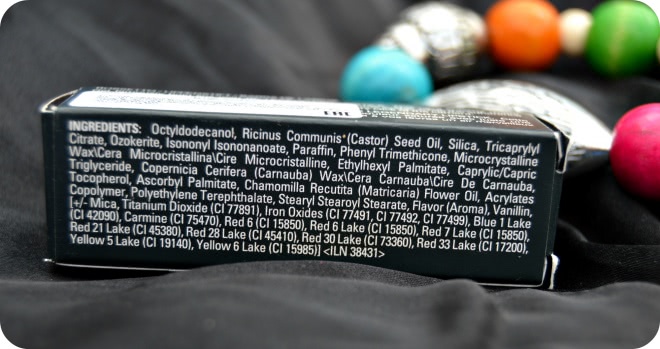 EAC
INGREDIENTS: Octyldodecanol, Ricinus Communis (Castor) Seed Oil, Silica, Tricaprylyl
Citrate, Ozokerite, Isononyl Isononanoate, Paraffin, Phenyl Trimethicone, Microcrystalline
Wax\Cera Microcristallina\Cire Microcristalline, Ethylhexyl Palmitate, Caprylic/Capric
Triglyceride, Copernicia Cerifera (Carnauba) Wax\Cera Carnauba\Cire De Carnauba,
Tocopherol, Ascorbyl Palmitate, Chamomilla Recutita (Matricaria) Flower Oil, Acrylates
Copolymer, Polyethylene Terephthalate, Stearyl Stearoyl Stearate, Flavor (Aroma), Vanillin,
[+/- Mica, Titanium Dioxide (CI 77891), Iron Oxides (CI 77491, CI 77492, CI 77499), Blue 1 Lake
(CI 42090), Carmine (CI 75470), Red 6 (CI 15850), Red 6 Lake (CI 15850), Red 7 Lake (CI 15850),
Red 21 Lake (CI 45380), Red 28 Lake (CI 45410), Red 30 Lake (CI 73360), Red 33 Lake (CI 17200),
Yellow 5 Lake (CI 19140), Yellow 6 Lake (CI 15985)] <ILN 38431>